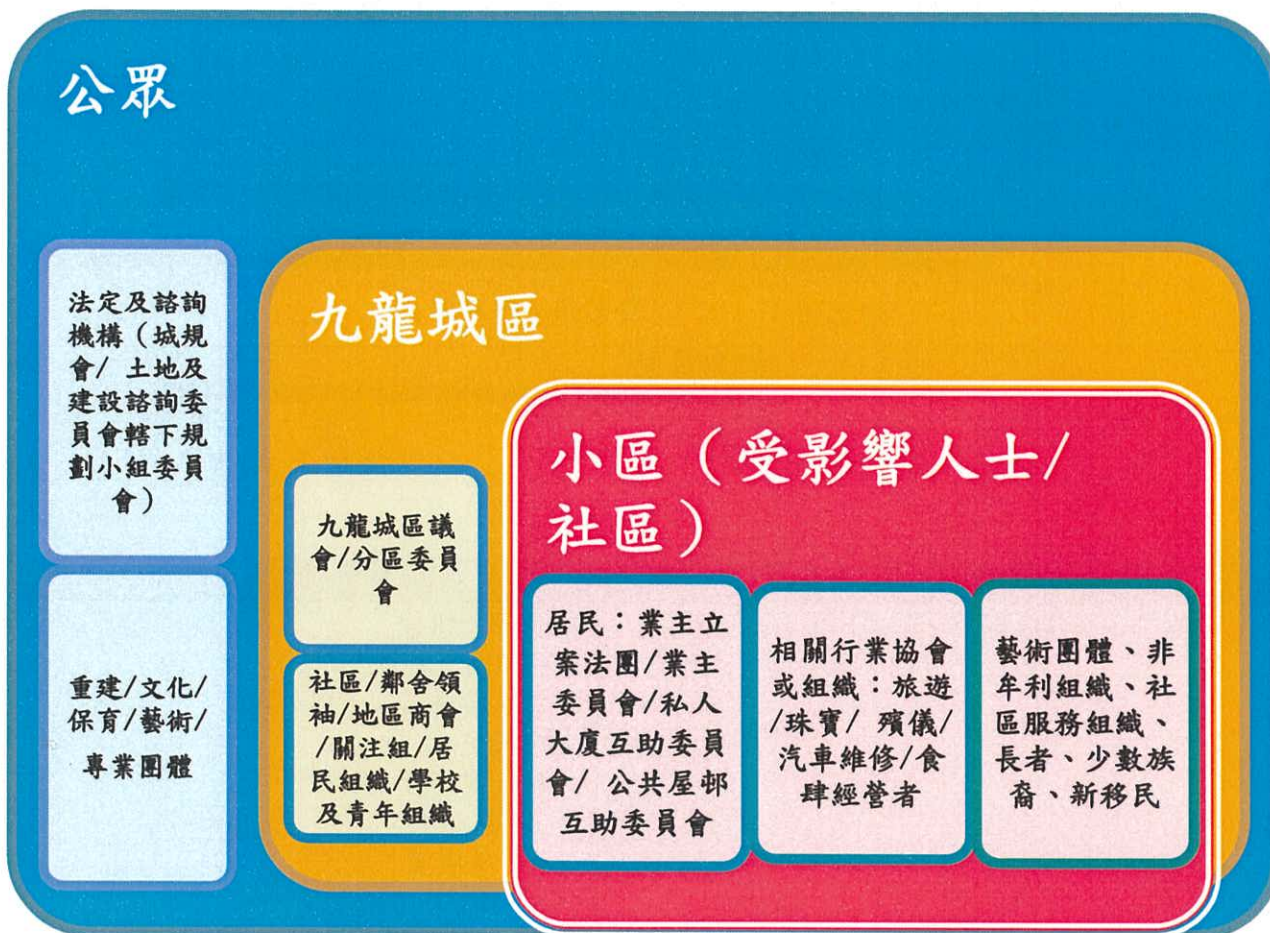 公眾
法定及諮詢
機構（城規
會/ 土地及
建設諮詢委
員會轄下規
劃小組委員
會）
重建/文化/
保育/藝術/
專業團體
九龍城區
九龍城區議
會/分區委員
會
社區/鄰舍領
袖/地區商會
/關注組/居
民組織/學校
及青年組織
小區（受影響人士/
社區）
居民：業主立
案法團/業主
委員會/私人
大廈互助委員
會/ 公共屋邨
互助委員會
相關行業協會
或組織：旅遊
/珠寶/ 殯儀/
汽車維修/食
肆經營者
藝術團體、非
牟利組織、社
區服務組織、
長者、少數族
裔、新移民